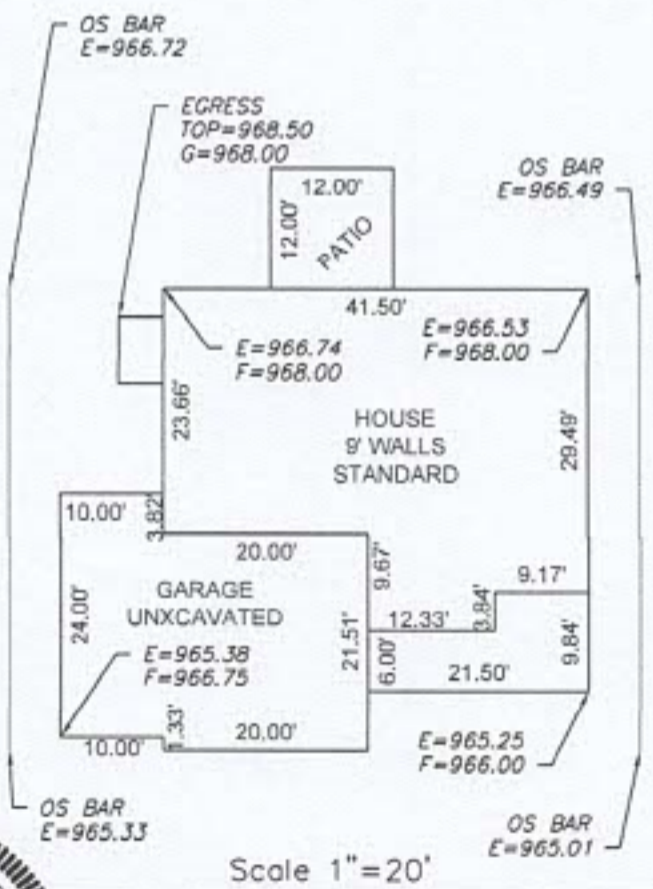 OS BAR
E=966.72
EGRESS
TOP=968.50
G=968.00
OS BAR
E=966.49
12.00'
12.00'
PATIO
41.50'
E=966.53
F=968.00
E=966.74
F=968.00
23.66'
HOUSE
9' WALLS
STANDARD
29.49'
10.00'
3.82'
20.00'
9.67'
9.17'
GARAGE
UNXCAVATED
24.00'
21.51'
12.33'
3.84'
9.84'
E=965.38
F=966.75
6.00'
21.50'
10.00'
1.33'
20.00'
E=965.25
F=966.00
OS BAR
E=965.33
OS BAR
E=965.01
Scale 1"=20'